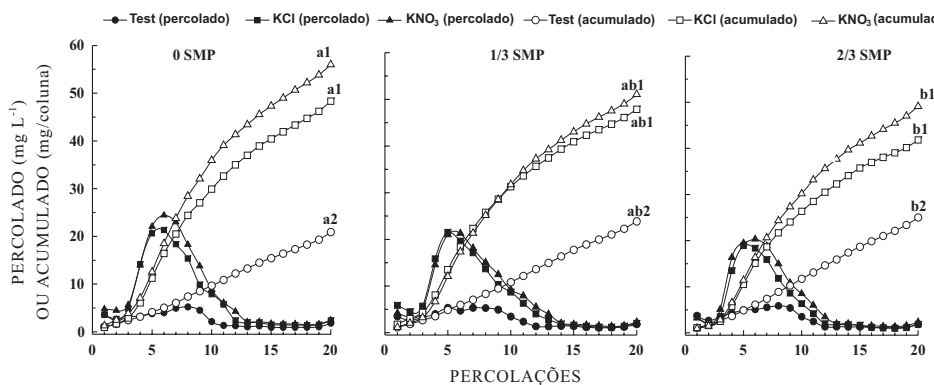 Test (percolado) KCl (percolado) KNO₃ (percolado) Test (acumulado) KCl (acumulado) KNO₃ (acumulad
0 SMP 1/3 SMP 2/3 SMP
PERCOLADO (mg L⁻¹)
OU ACUMULADO (mg/coluna)
60
50
40
30
20
10
0
a1
a1
a2
ab1
ab1
ab2
b1
b1
b2
0 5 10 15 20 0 5 10 15 20 0 5 10 15 20
PERCOLAÇÕES